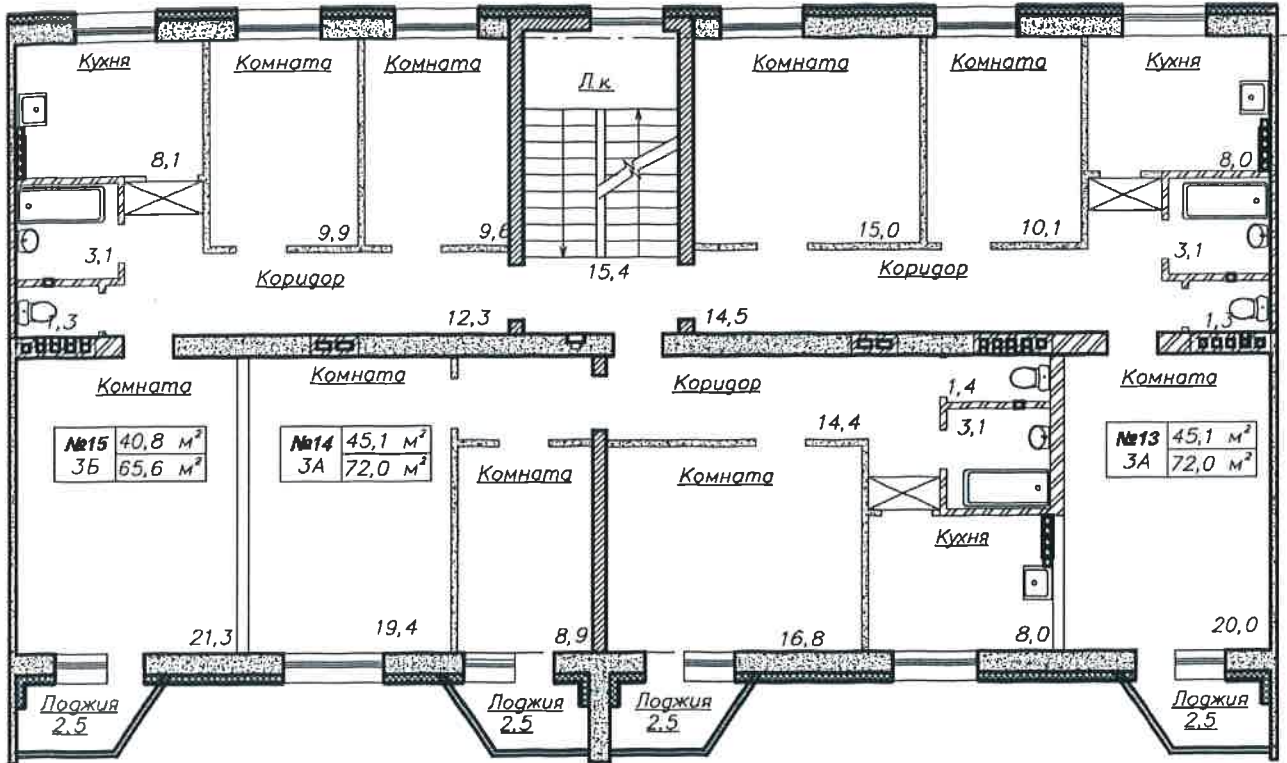 Кухня
Комната
Комната
Л.к.
Комната
Комната
Кухня
8,1
8,0
9,9
9,6
15,0
10,1
3,1
3,1
Коридор
15,4
Коридор
1,3
12,3
14,5
1,3
Комната
Комната
Коридор
1,4
Комната
14,4
3,1
№15 40,8 м²
3Б 65,6 м²
№14 45,1 м²
3А 72,0 м²
№13 45,1 м²
3А 72,0 м²
Комната
Комната
Кухня
21,3
19,4
8,9
16,8
8,0
20,0
Лоджия
2,5
Лоджия
2,5
Лоджия
2,5
Лоджия
2,5